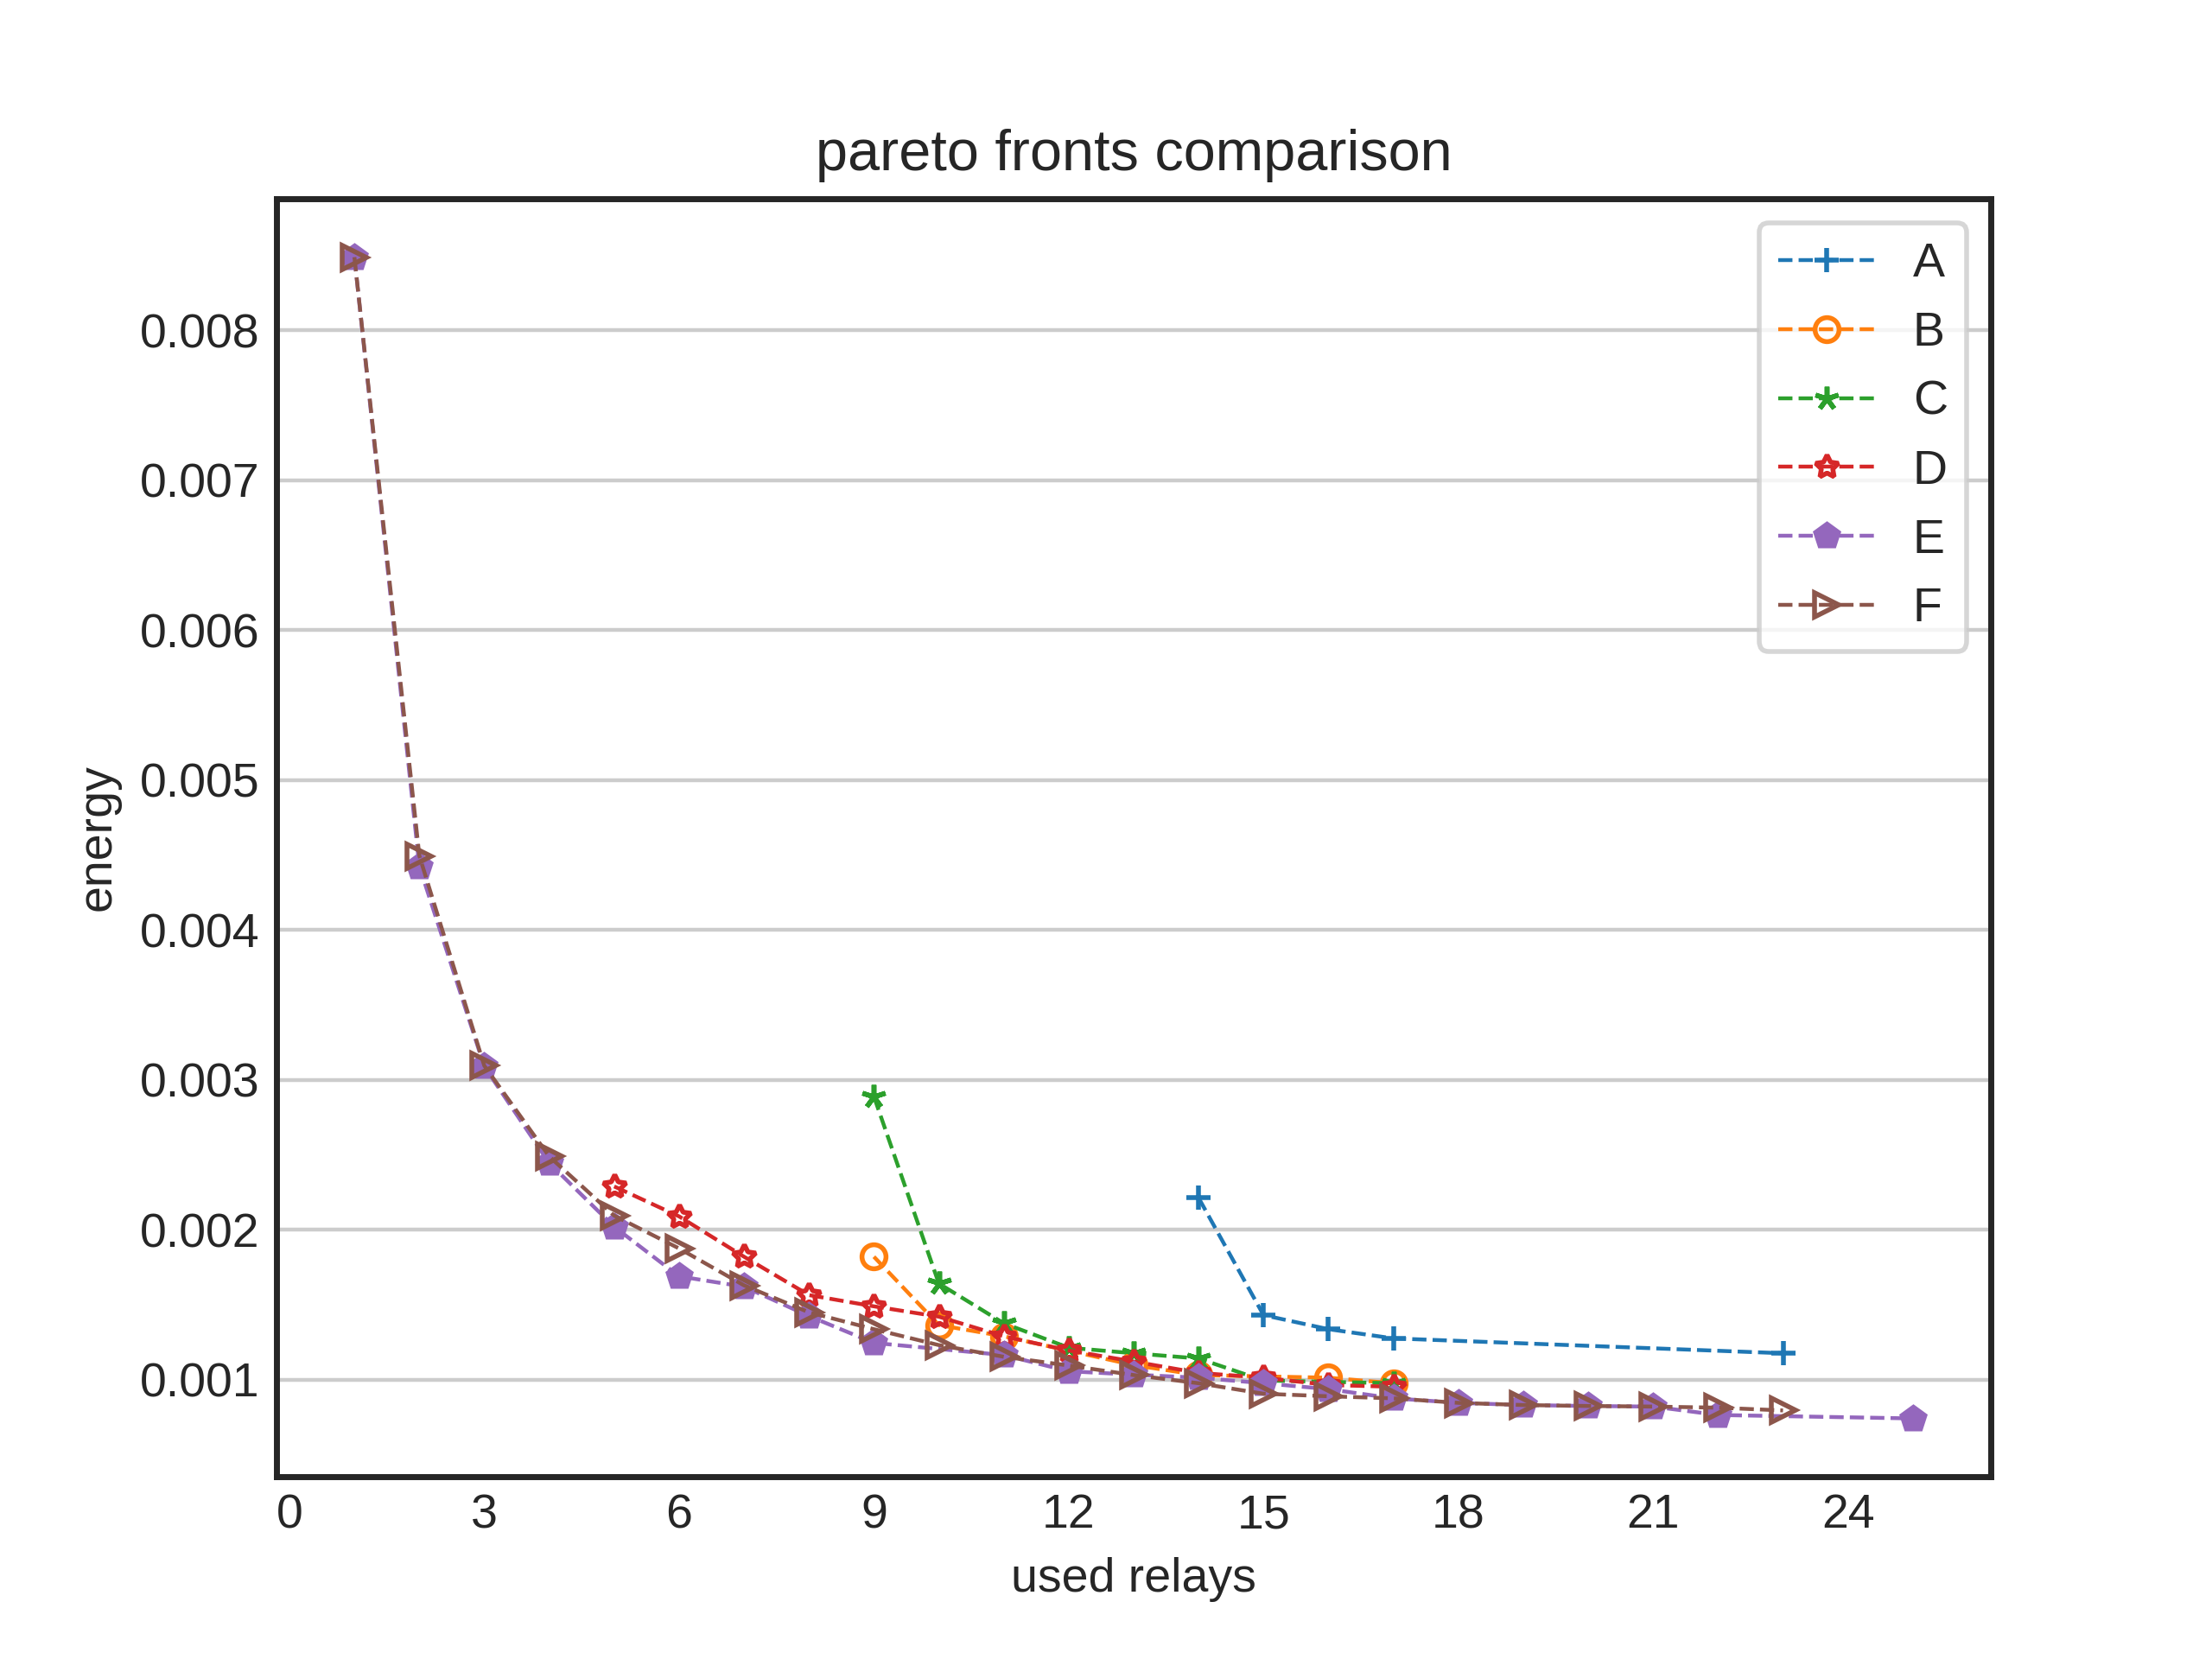 pareto fronts comparison
A
B
C
D
E
F
0.008
0.007
0.006
0.005
0.004
0.003
0.002
0.001
energy
0 3 6 9 12 15 18 21 24
used relays